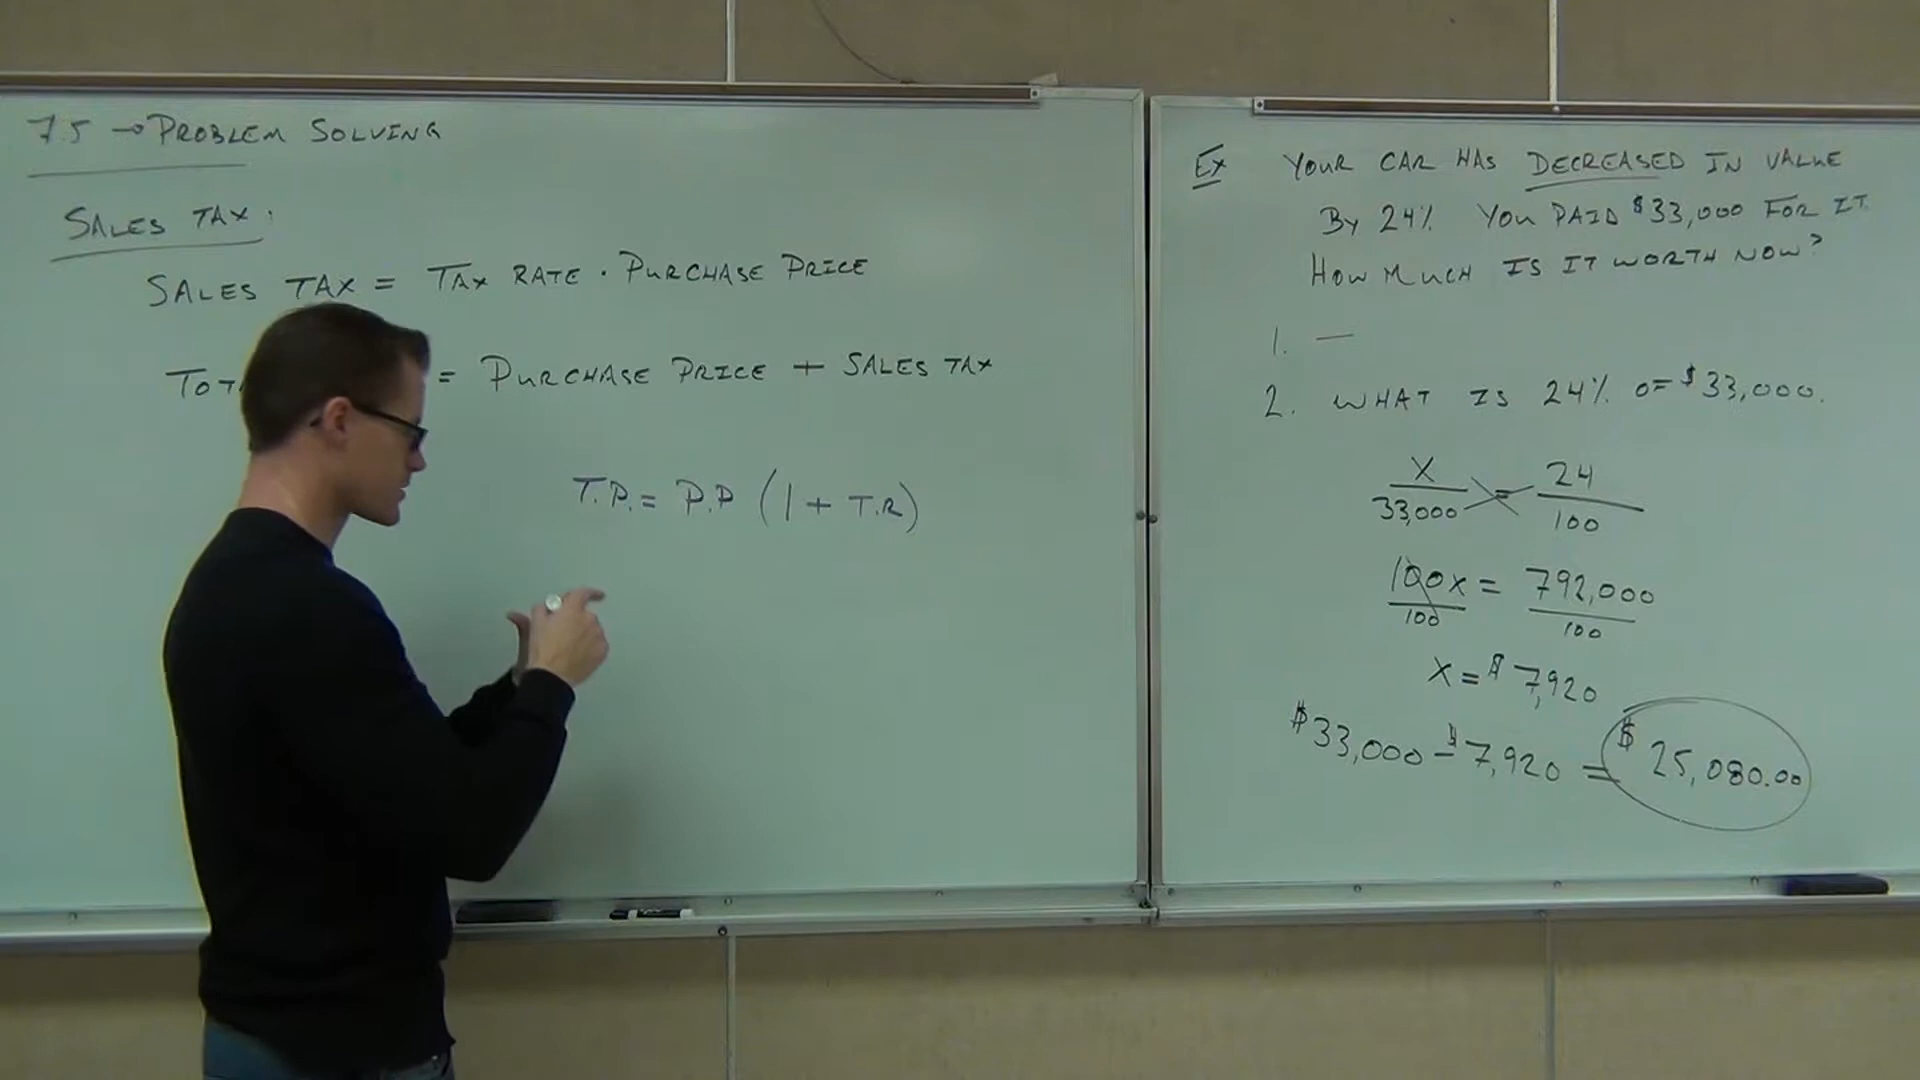 7.5 → PROBLEM SOLVING
SALES TAX.
SALES TAX = TAX RATE · PURCHASE PRICE
= PURCHASE PRICE + SALES TAX
T.P. = P.P (1 + T.R)
EX YOUR CAR HAS DECREASED IN VALUE
BY 24% YOU PAID $33,000 FOR IT
HOW MUCH IS IT WORTH NOW?
1. —
2. WHAT IS 24% OF $33,000.
X/33,000 = 24/100
100x/100 = 792,000/100
X = $7,920
$33,000 - $7,920 = $25,080.00